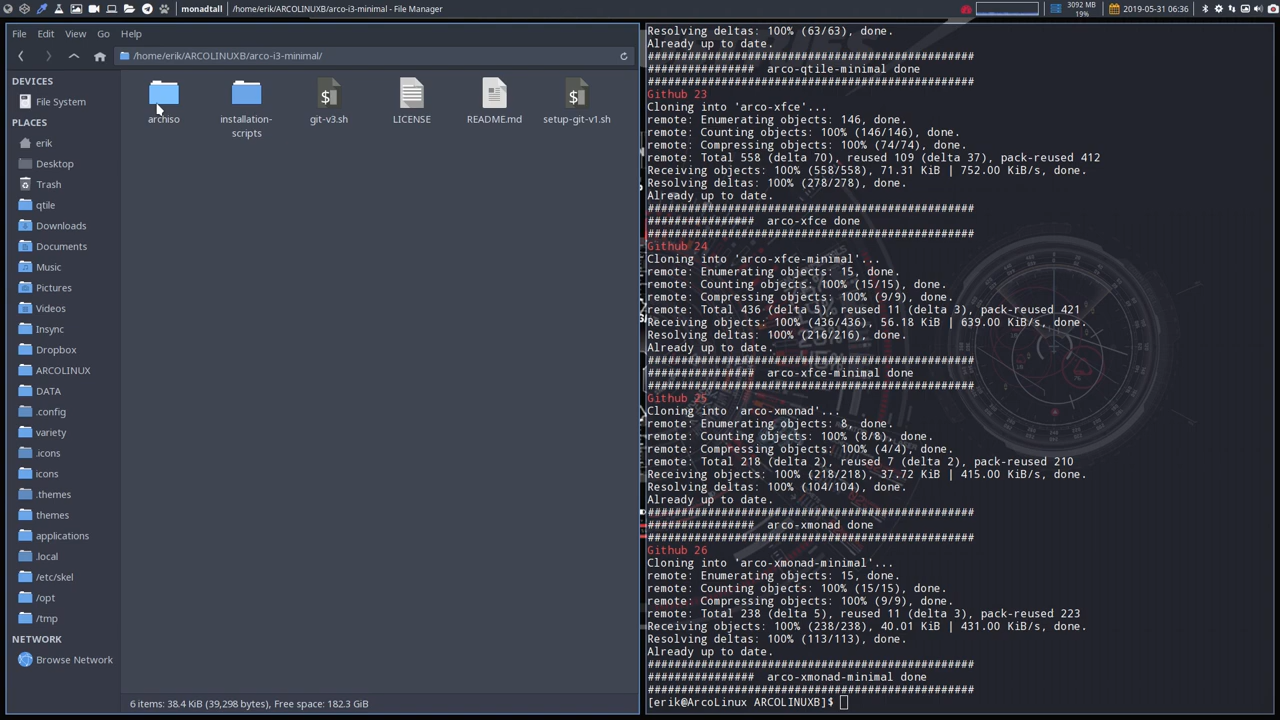 monadtall
/home/erik/ARCOLINUXB/arco-i3-minimal - File Manager
3092 MB
19%
2019-05-31 06:36
File Edit View Go Help
/home/erik/ARCOLINUXB/arco-i3-minimal/
DEVICES
File System
PLACES
erik
Desktop
Trash
qtile
Downloads
Documents
Music
Pictures
Videos
Insync
Dropbox
ARCOLINUX
DATA
.config
variety
.icons
icons
.themes
themes
applications
.local
/etc/skel
/opt
/tmp
NETWORK
Browse Network
archiso
installation-
scripts
git-v3.sh
LICENSE
README.md
setup-git-v1.sh
6 items: 38.4 KiB (39,298 bytes), Free space: 182.3 GiB
Resolving deltas: 100% (63/63), done.
Already up to date.
#################################################
################  arco-qtile-minimal done
#################################################
Github 23
Cloning into 'arco-xfce'...
remote: Enumerating objects: 146, done.
remote: Counting objects: 100% (146/146), done.
remote: Compressing objects: 100% (74/74), done.
remote: Total 558 (delta 70), reused 109 (delta 37), pack-reused 412
Receiving objects: 100% (558/558), 71.31 KiB | 752.00 KiB/s, done.
Resolving deltas: 100% (278/278), done.
Already up to date.
#################################################
################  arco-xfce done
#################################################
Github 24
Cloning into 'arco-xfce-minimal'...
remote: Enumerating objects: 15, done.
remote: Counting objects: 100% (15/15), done.
remote: Compressing objects: 100% (9/9), done.
remote: Total 436 (delta 5), reused 11 (delta 3), pack-reused 421
Receiving objects: 100% (436/436), 56.18 KiB | 639.00 KiB/s, done.
Resolving deltas: 100% (216/216), done.
Already up to date.
#################################################
################  arco-xfce-minimal done
#################################################
Github 25
Cloning into 'arco-xmonad'...
remote: Enumerating objects: 8, done.
remote: Counting objects: 100% (8/8), done.
remote: Compressing objects: 100% (4/4), done.
remote: Total 218 (delta 2), reused 7 (delta 2), pack-reused 210
Receiving objects: 100% (218/218), 37.72 KiB | 415.00 KiB/s, done.
Resolving deltas: 100% (104/104), done.
Already up to date.
#################################################
################  arco-xmonad done
#################################################
Github 26
Cloning into 'arco-xmonad-minimal'...
remote: Enumerating objects: 15, done.
remote: Counting objects: 100% (15/15), done.
remote: Compressing objects: 100% (9/9), done.
remote: Total 238 (delta 5), reused 11 (delta 3), pack-reused 223
Receiving objects: 100% (238/238), 40.01 KiB | 431.00 KiB/s, done.
Resolving deltas: 100% (113/113), done.
Already up to date.
#################################################
################  arco-xmonad-minimal done
#################################################
[erik@ArcoLinux ARCOLINUXB]$